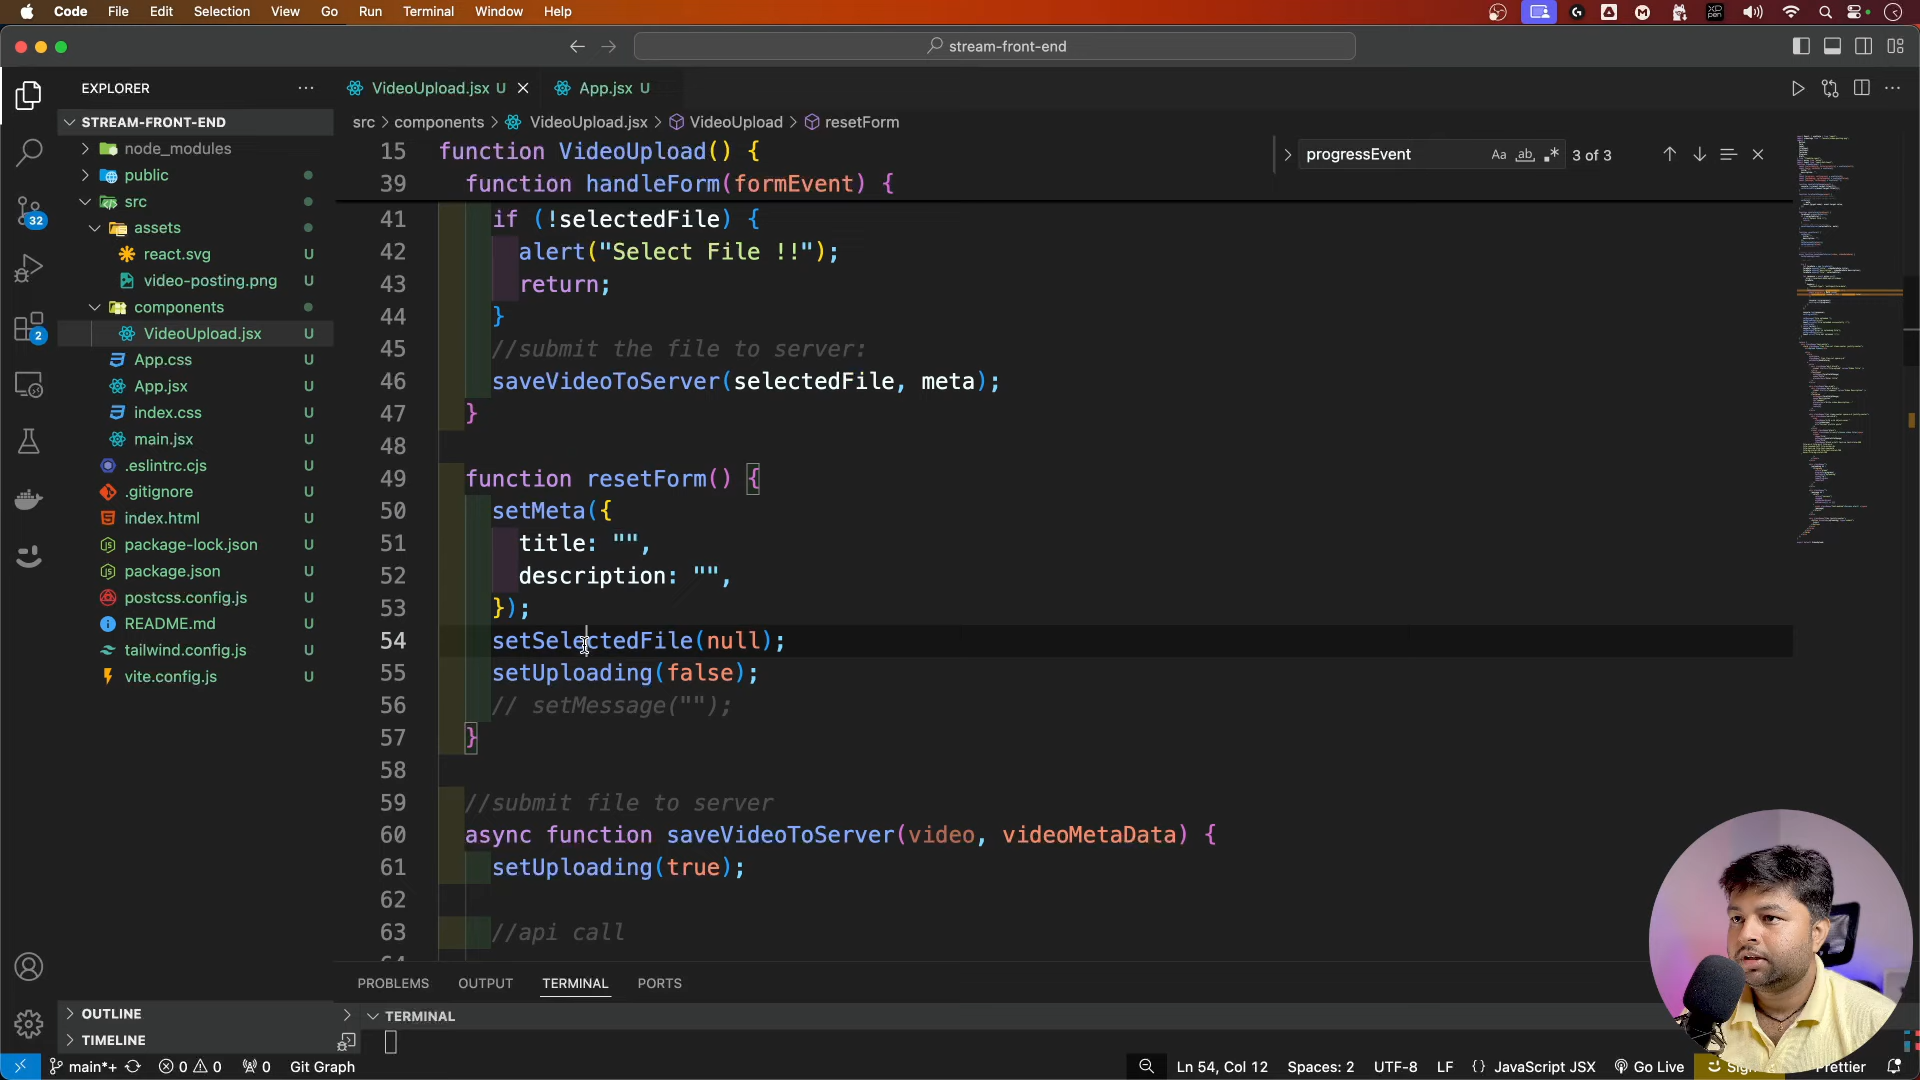 Code File Edit Selection View Go Run Terminal Window Help
stream-front-end
EXPLORER
VideoUpload.jsx U
App.jsx U
STREAM-FRONT-END
src > components > VideoUpload.jsx > VideoUpload > resetForm
node_modules
public
src
assets
react.svg U
video-posting.png U
components
VideoUpload.jsx U
App.css U
App.jsx U
index.css U
main.jsx U
.eslintrc.cjs U
.gitignore U
index.html U
package-lock.json U
package.json U
postcss.config.js U
README.md U
tailwind.config.js U
vite.config.js U
32
2
OUTLINE
TIMELINE
progressEvent Aa ab .* 3 of 3
15 function VideoUpload() {
39 function handleForm(formEvent) {
41 if (!selectedFile) {
42 alert("Select File !!");
43 return;
44 }
45 //submit the file to server:
46 saveVideoToServer(selectedFile, meta);
47 }
48
49 function resetForm() {
50 setMeta({
51 title: "",
52 description: "",
53 });
54 setSelectedFile(null);
55 setUploading(false);
56 // setMessage("");
57 }
58
59 //submit file to server
60 async function saveVideoToServer(video, videoMetaData) {
61 setUploading(true);
62
63 //api call
PROBLEMS OUTPUT TERMINAL PORTS
TERMINAL
main*+ 0 0 0 Git Graph
Ln 54, Col 12 Spaces: 2 UTF-8 LF {} JavaScript JSX Go Live Prettier